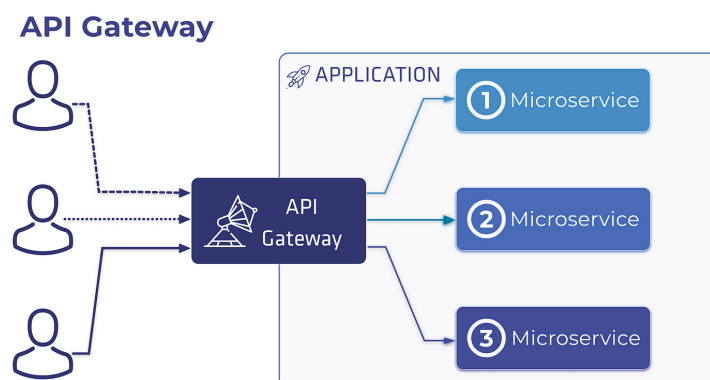 API Gateway
APPLICATION
1 Microservice
API
Gateway
2 Microservice
3 Microservice